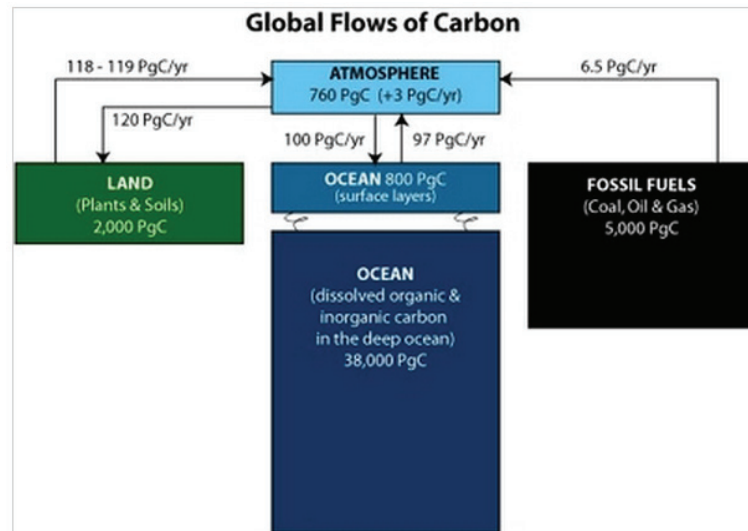 Global Flows of Carbon
118 - 119 PgC/yr
ATMOSPHERE
760 PgC (+3 PgC/yr)
6.5 PgC/yr
120 PgC/yr
100 PgC/yr
97 PgC/yr
LAND
(Plants & Soils)
2,000 PgC
OCEAN 800 PgC
(surface layers)
FOSSIL FUELS
(Coal, Oil & Gas)
5,000 PgC
OCEAN
(dissolved organic &
inorganic carbon
in the deep ocean)
38,000 PgC